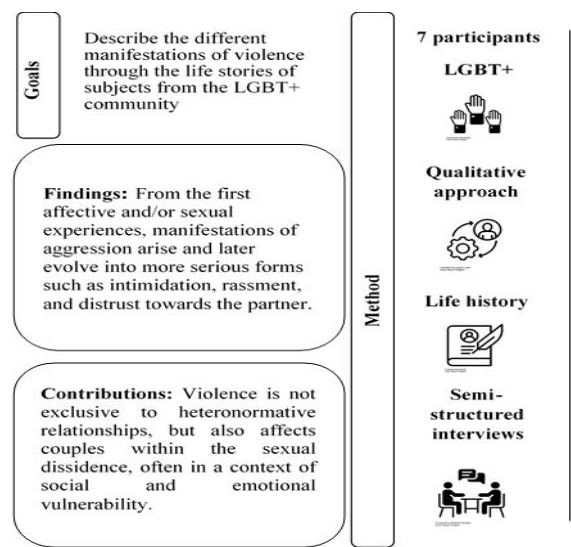 Goals
Describe the different
manifestations of violence
through the life stories of
subjects from the LGBT+
community
Findings: From the first
affective and/or sexual
experiences, manifestations of
aggression arise and later
evolve into more serious forms
such as intimidation, rassment,
and distrust towards the partner.
Contributions: Violence is not
exclusive to heteronormative
relationships, but also affects
couples within the sexual
dissidence, often in a context of
social and emotional
vulnerability.
Method
7 participants
LGBT+
Qualitative
approach
Life history
Semi-
structured
interviews